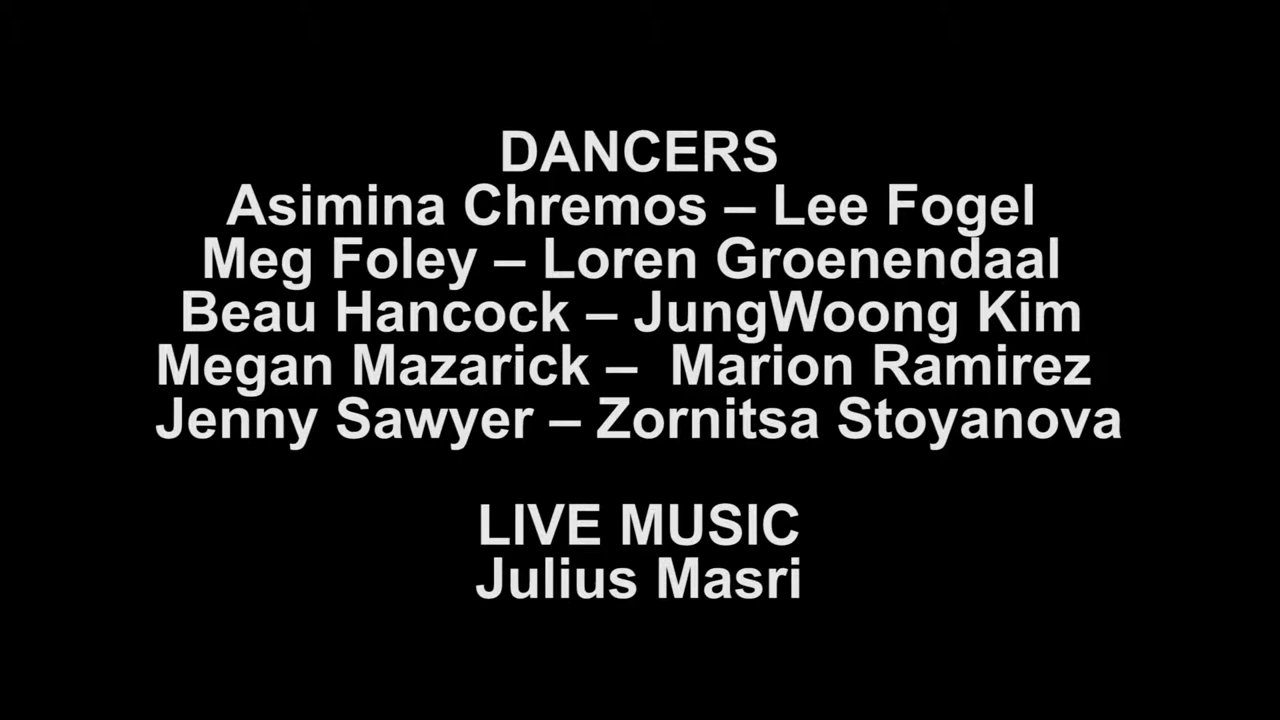 DANCERS
Asimina Chremos – Lee Fogel
Meg Foley – Loren Groenendaal
Beau Hancock – JungWoong Kim
Megan Mazarick –  Marion Ramirez
Jenny Sawyer – Zornitsa Stoyanova
LIVE MUSIC
Julius Masri